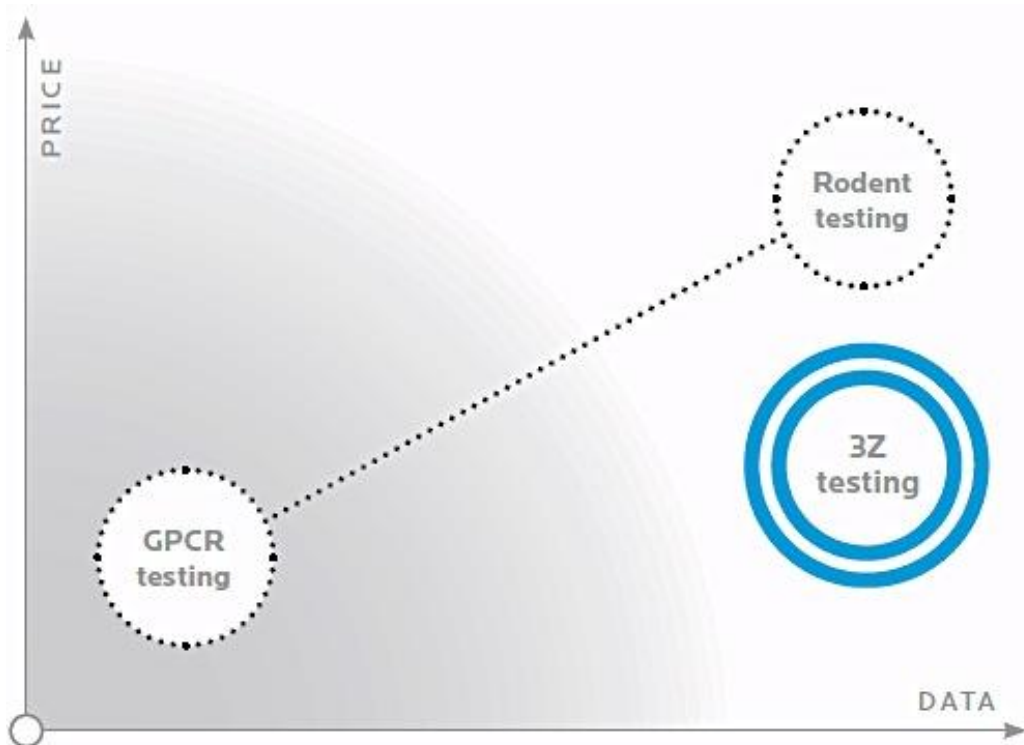 PRICE
Rodent
testing
3Z
testing
GPCR
testing
DATA